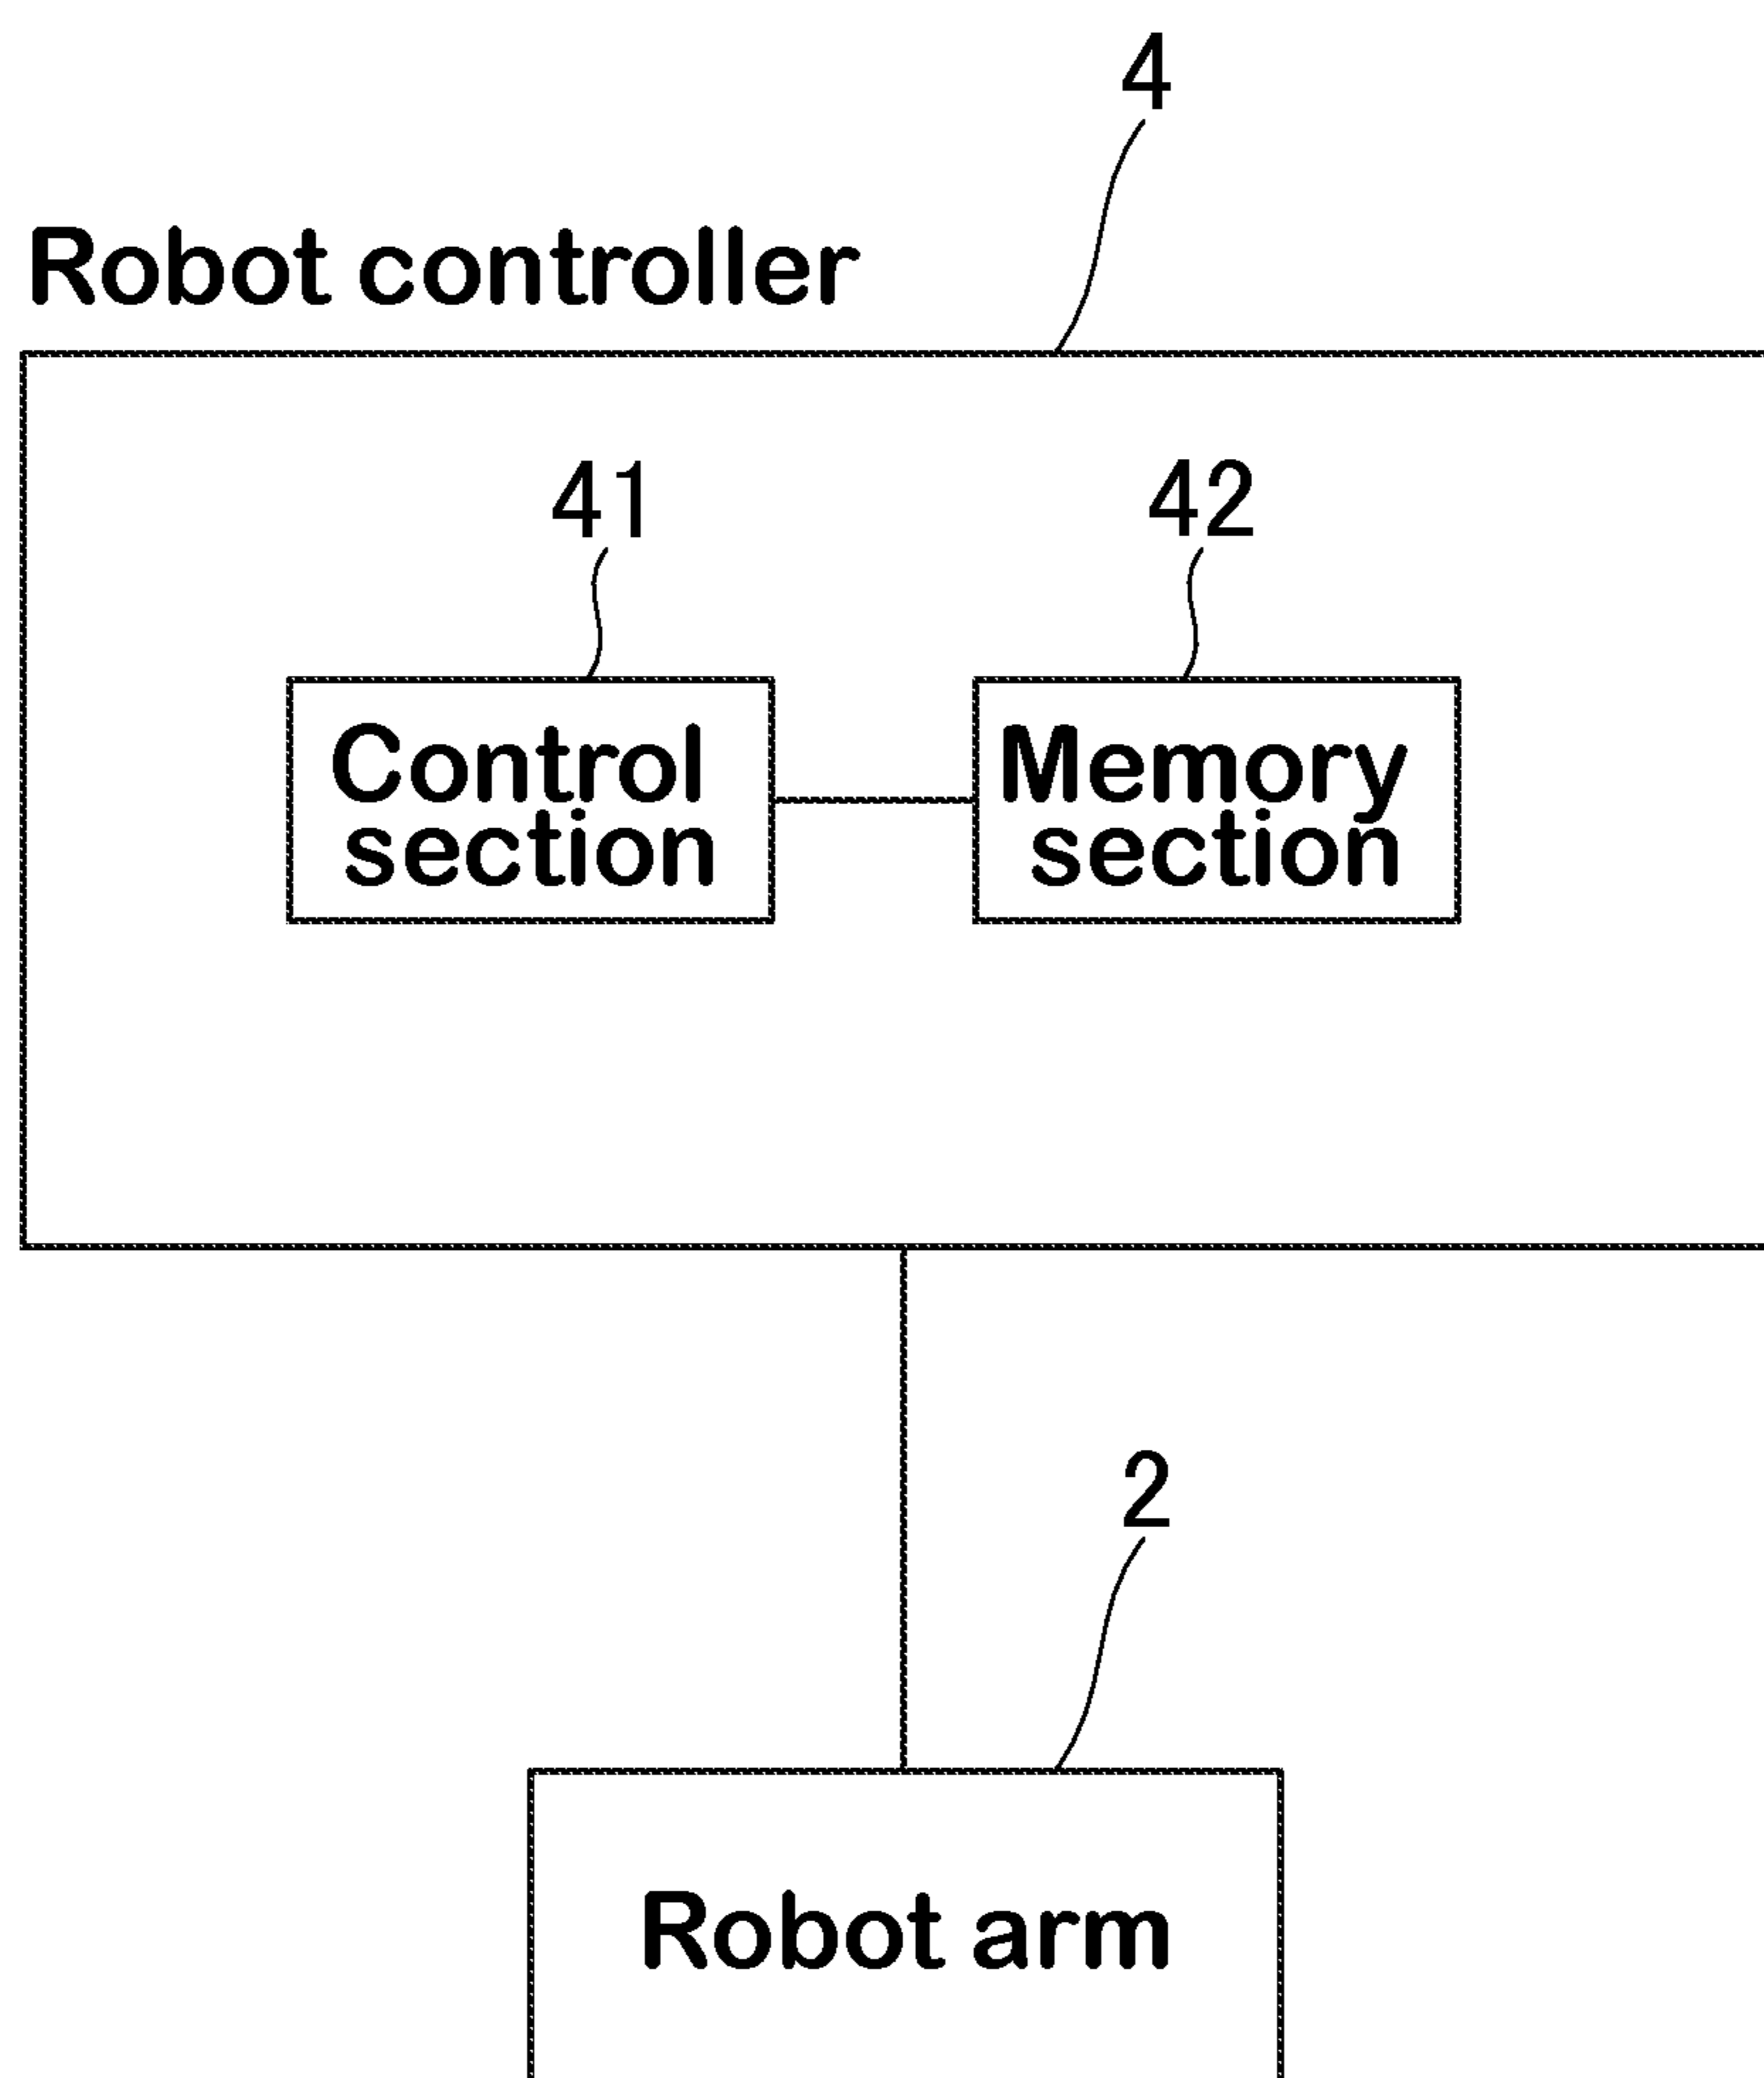 4
Robot controller
41
42
Control
section
Memory
section
2
Robot arm